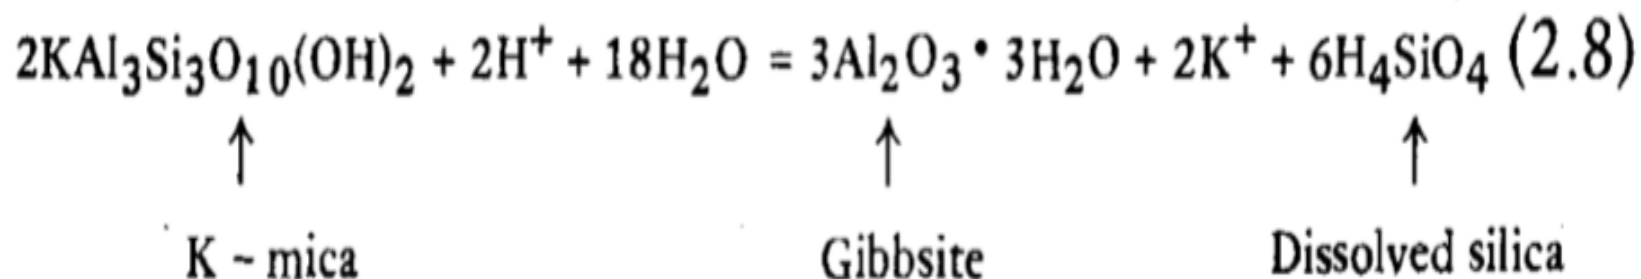 2KAl₃Si₃O₁₀(OH)₂ + 2H⁺ + 18H₂O = 3Al₂O₃ • 3H₂O + 2K⁺ + 6H₄SiO₄ (2.8)
↑ ↑ ↑
K ~ mica Gibbsite Dissolved silica